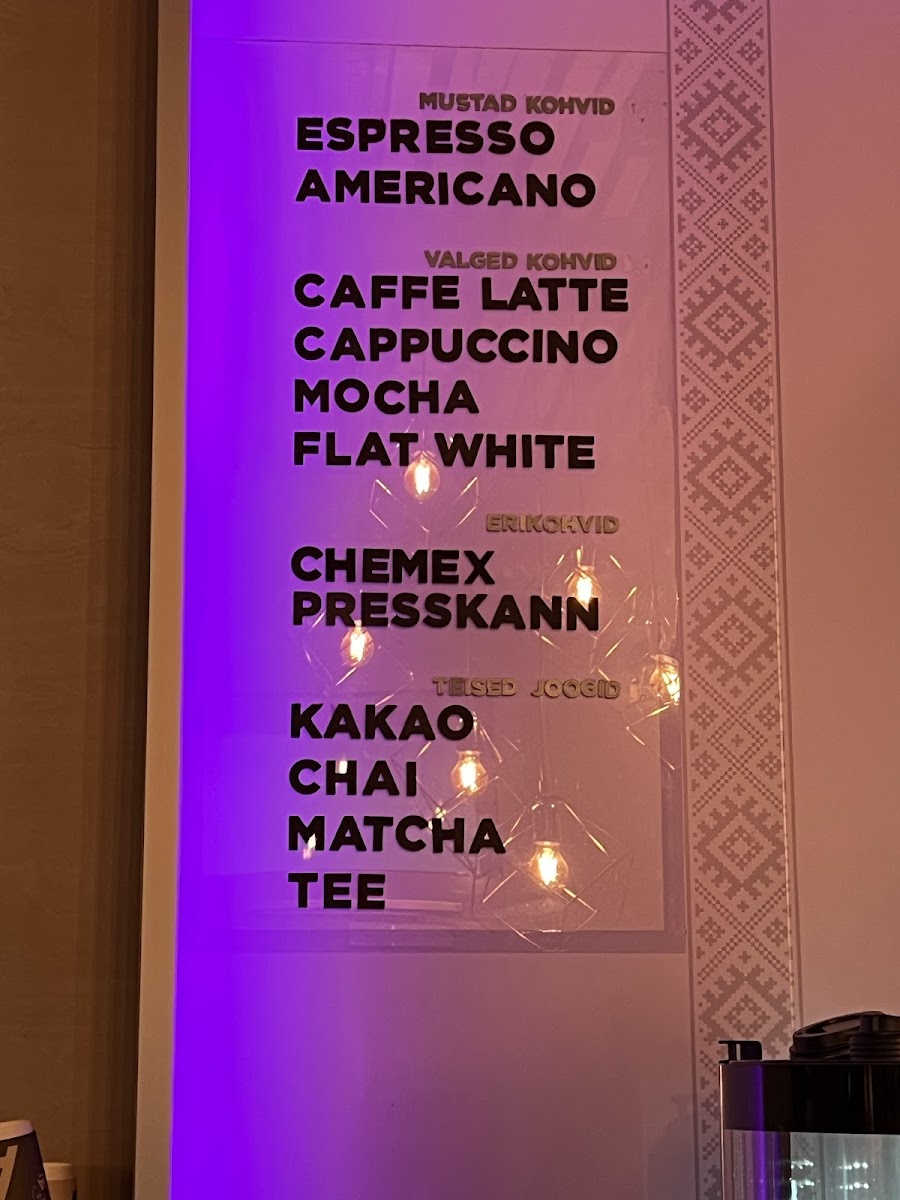 MUSTAD KOHVID
ESPRESSO
AMERICANO
VALGED KOHVID
CAFFE LATTE
CAPPUCCINO
MOCHA
FLAT WHITE
ERIKOHVID
CHEMEX
PRESSKANN
TEISED JOOGID
KAKAO
CHAI
MATCHA
TEE